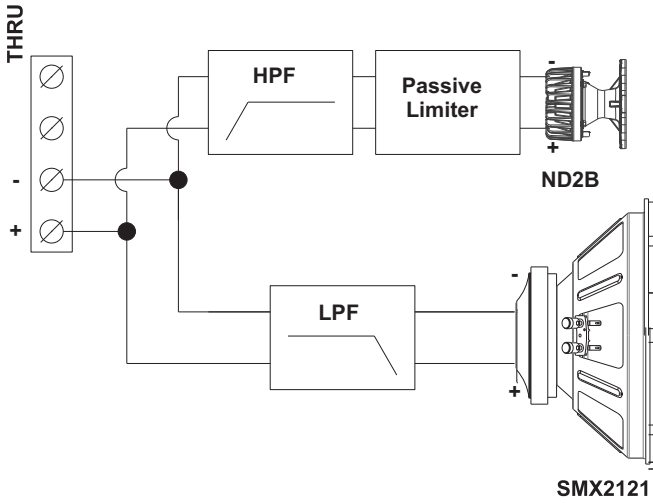 THRU
-
+
HPF
Passive
Limiter
-
+
ND2B
LPF
-
+
SMX2121